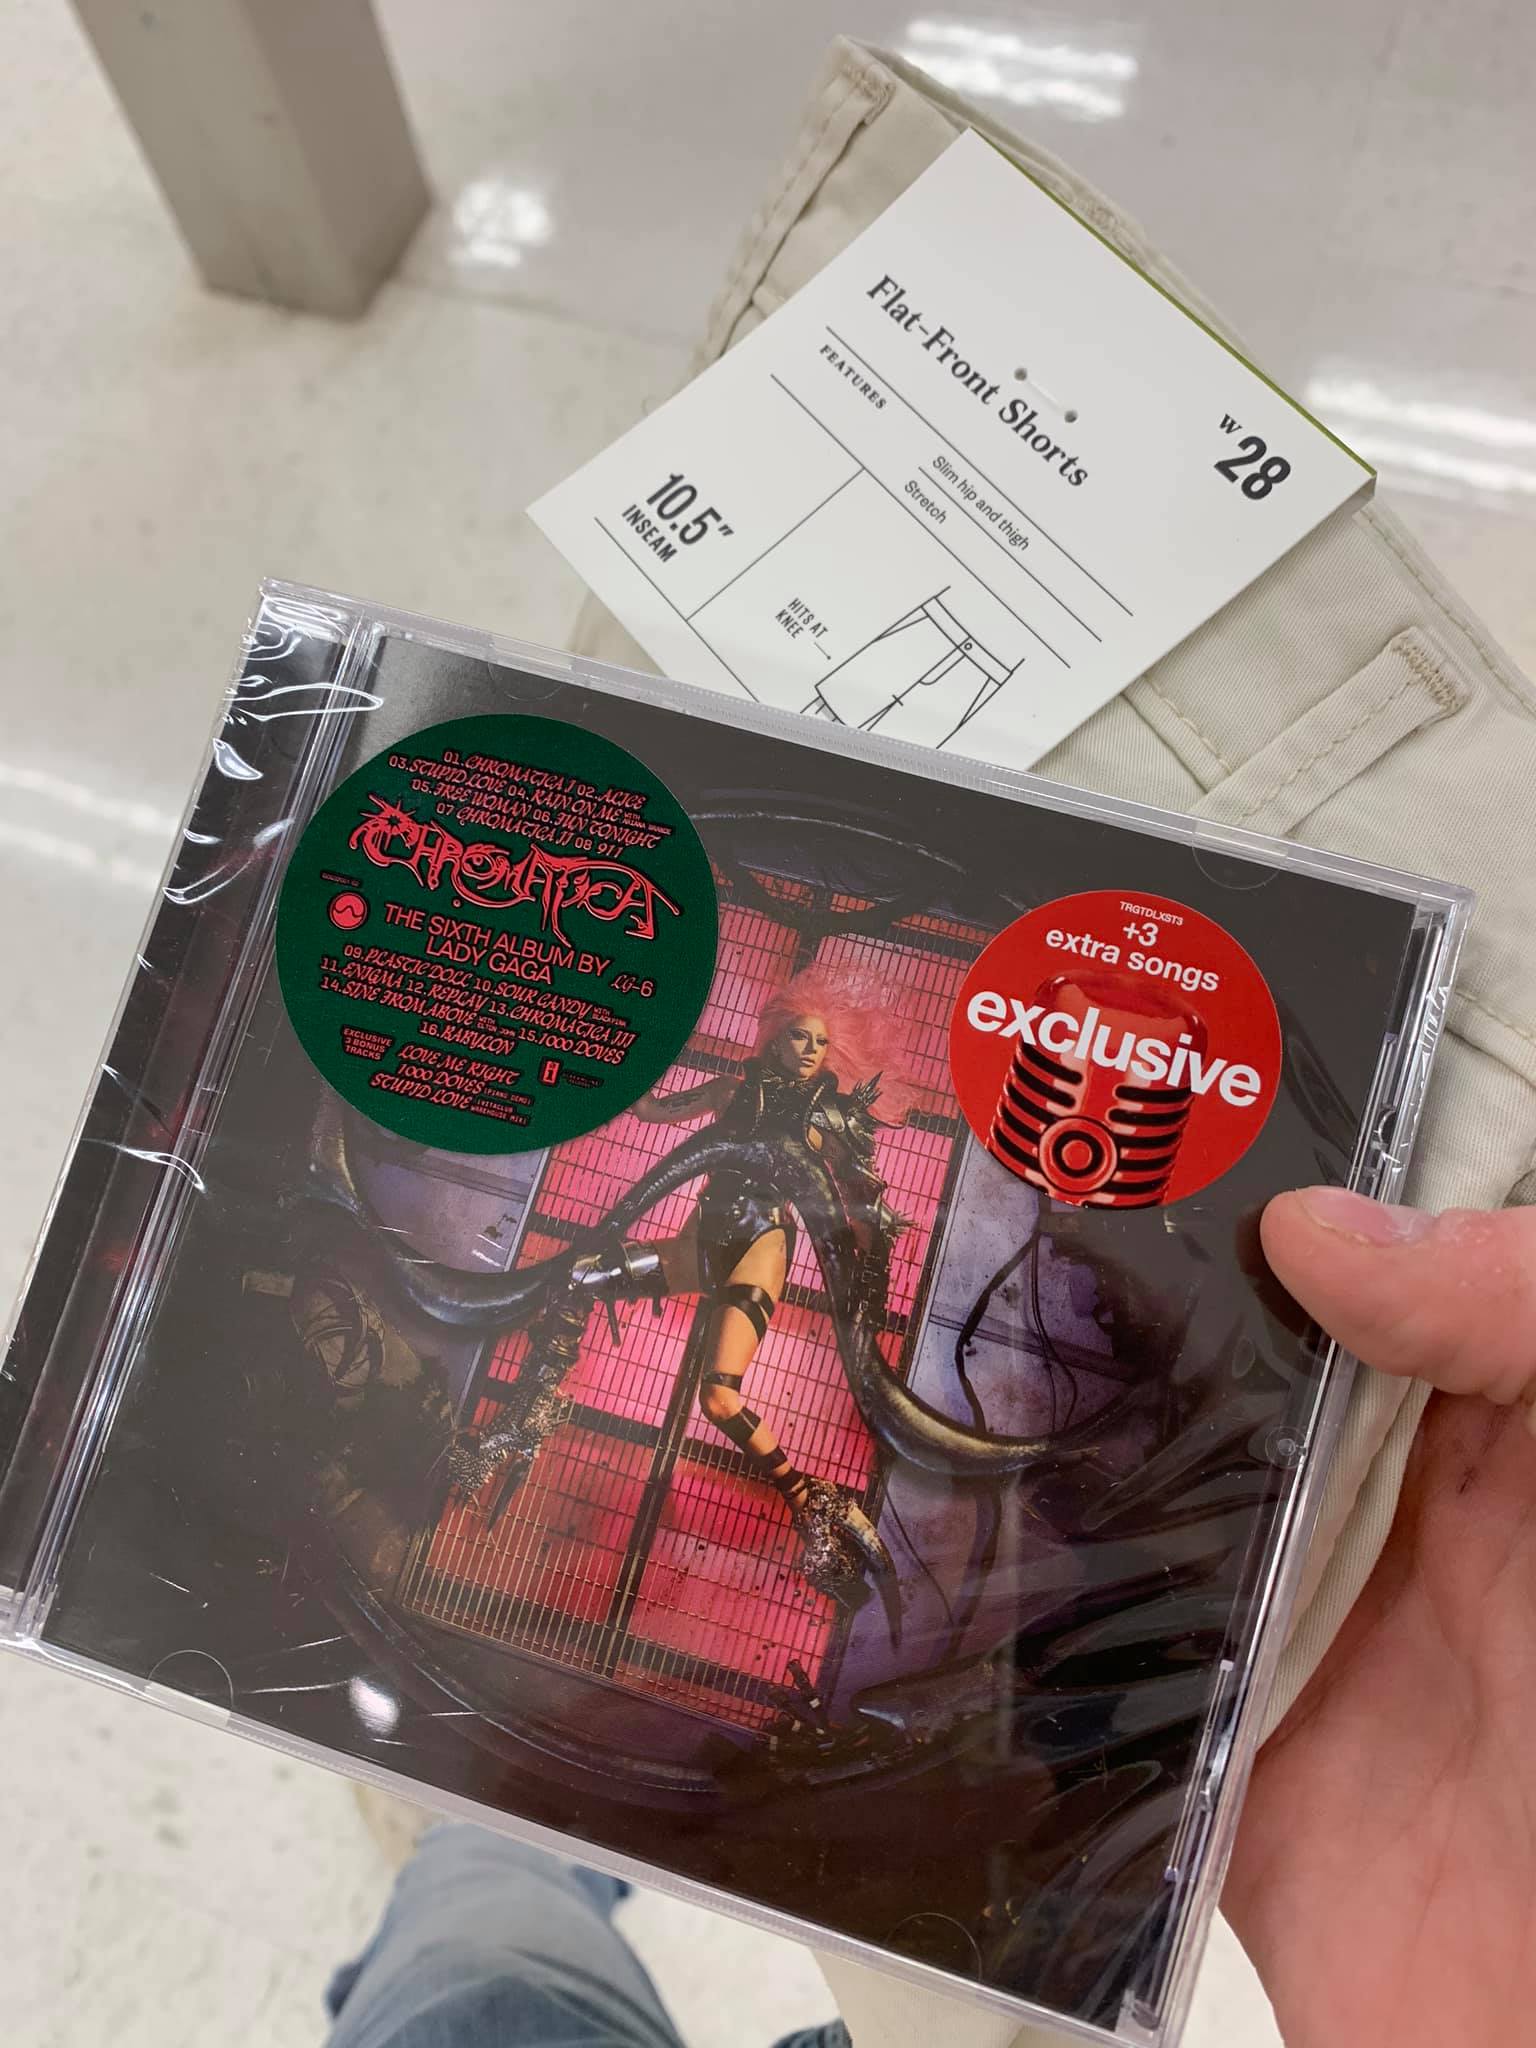 Flat-Front Shorts
W 28
FEATURES
Slim hip and thigh
Stretch
10.5"
INSEAM
HITS AT
KNEE
01.CHROMATICA I 02.ALICE
03.STUPID LOVE 04.RAIN ON ME WITH ARIANA GRANDE
05.FREE WOMAN 06.FUN TONIGHT
07 CHROMATICA II 08 911
CHROMATICA
THE SIXTH ALBUM BY
LADY GAGA LG-6
09.PLASTIC DOLL 10.SOUR CANDY WITH BLACKPINK
11.ENIGMA 12.REPLAY 13.CHROMATICA III
14.SINE FROM ABOVE WITH ELTON JOHN 15.1000 DOVES
16.BABYLON
EXCLUSIVE
3 BONUS
TRACKS
LOVE ME RIGHT
1000 DOVES (PIANO DEMO)
STUPID LOVE (VITACLUB
WAREHOUSE MIX)
TRGTDLXST3
+3
extra songs
exclusive